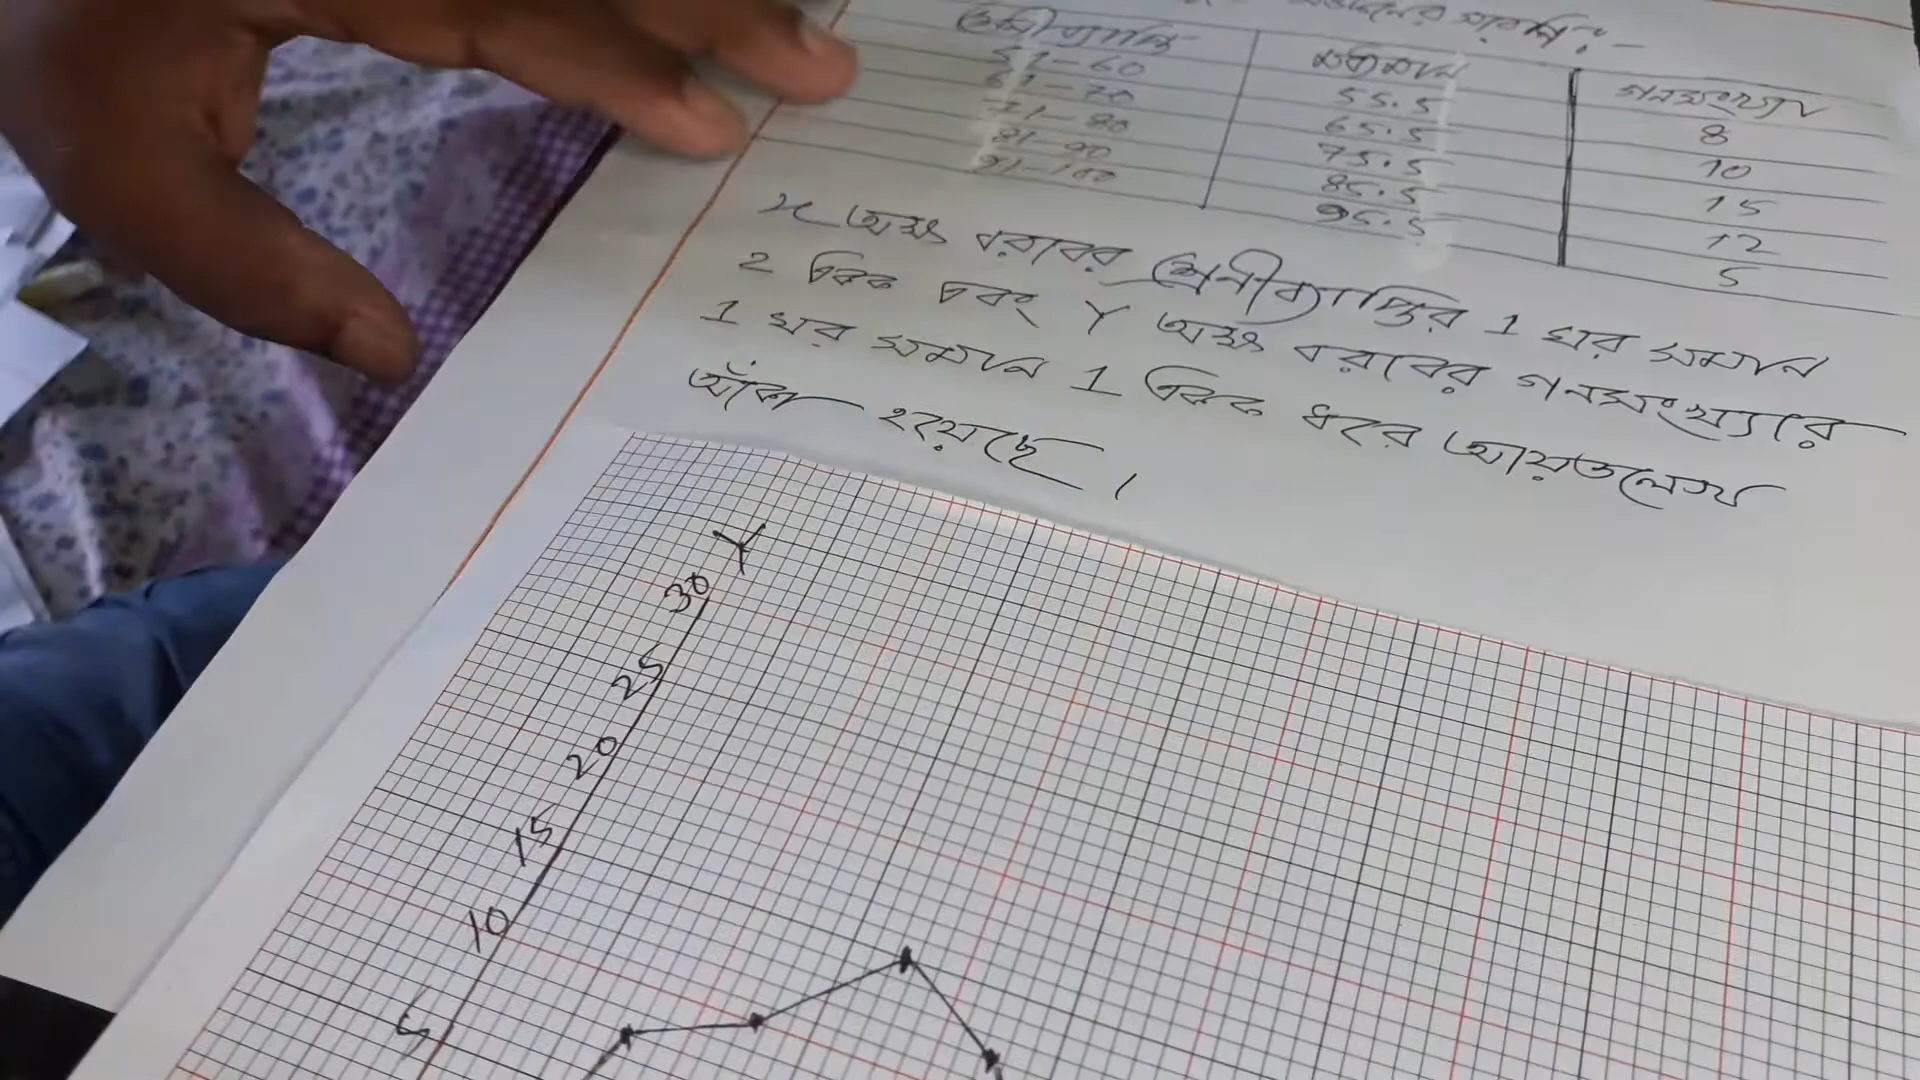 শ্রেণীব্যাপ্তি মধ্যমান গনসংখ্যা
51-60 55.5 8
61-70 65.5 10
71-80 75.5 15
81-90 85.5 12
91-100 95.5 5
x অক্ষ বরাবর শ্রেণীব্যাপ্তির 1 ঘর সমান
2 একক এবং Y অক্ষ বরাবর গনসংখ্যার
1 ঘর সমান 1 একক ধরে আয়তলেখ
আঁকা হয়েছে ।
Y
30
25
20
15
10
5